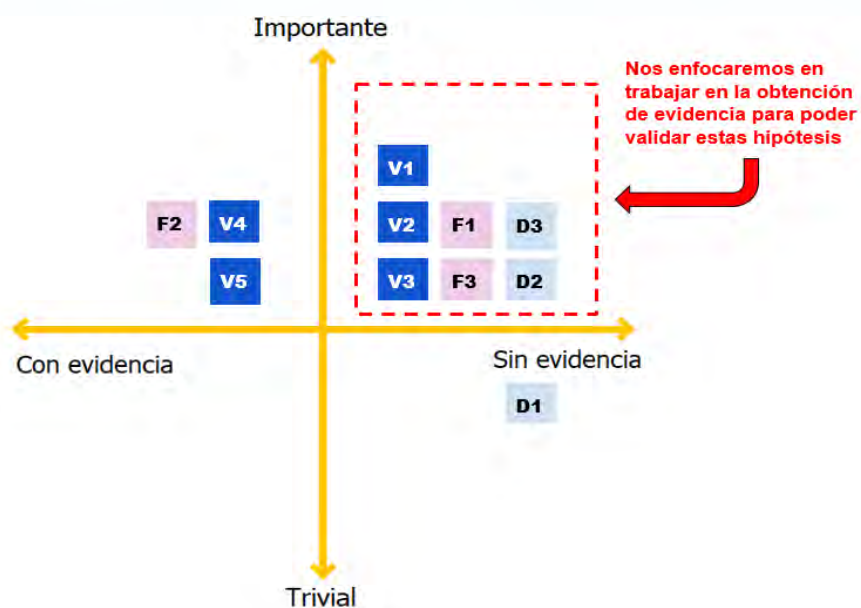 Importante
Nos enfocaremos en
trabajar en la obtención
de evidencia para poder
validar estas hipótesis
V1
F2 V4 V2 F1 D3
V5 V3 F3 D2
Con evidencia Sin evidencia
D1
Trivial